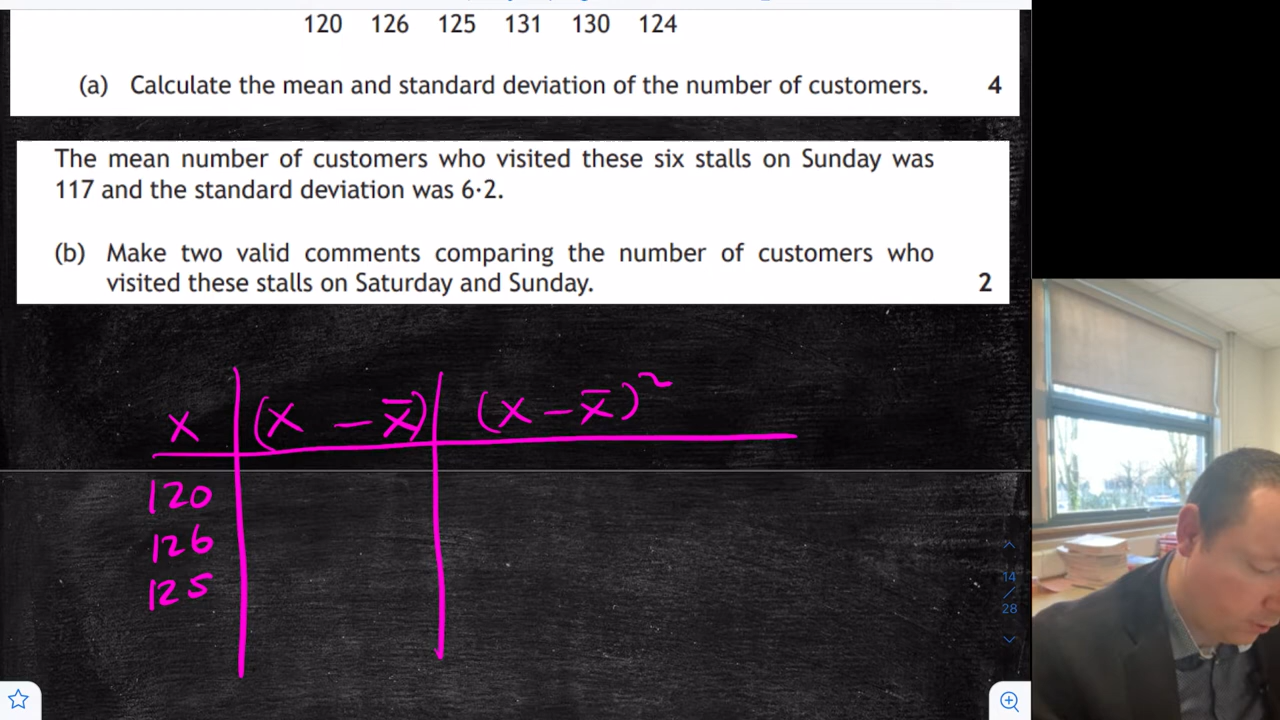 120 126 125 131 130 124
(a) Calculate the mean and standard deviation of the number of customers. 4
The mean number of customers who visited these six stalls on Sunday was
117 and the standard deviation was 6·2.
(b) Make two valid comments comparing the number of customers who
visited these stalls on Saturday and Sunday. 2
x (x − x̄) (x − x̄)²
120
126
125
14
/
28